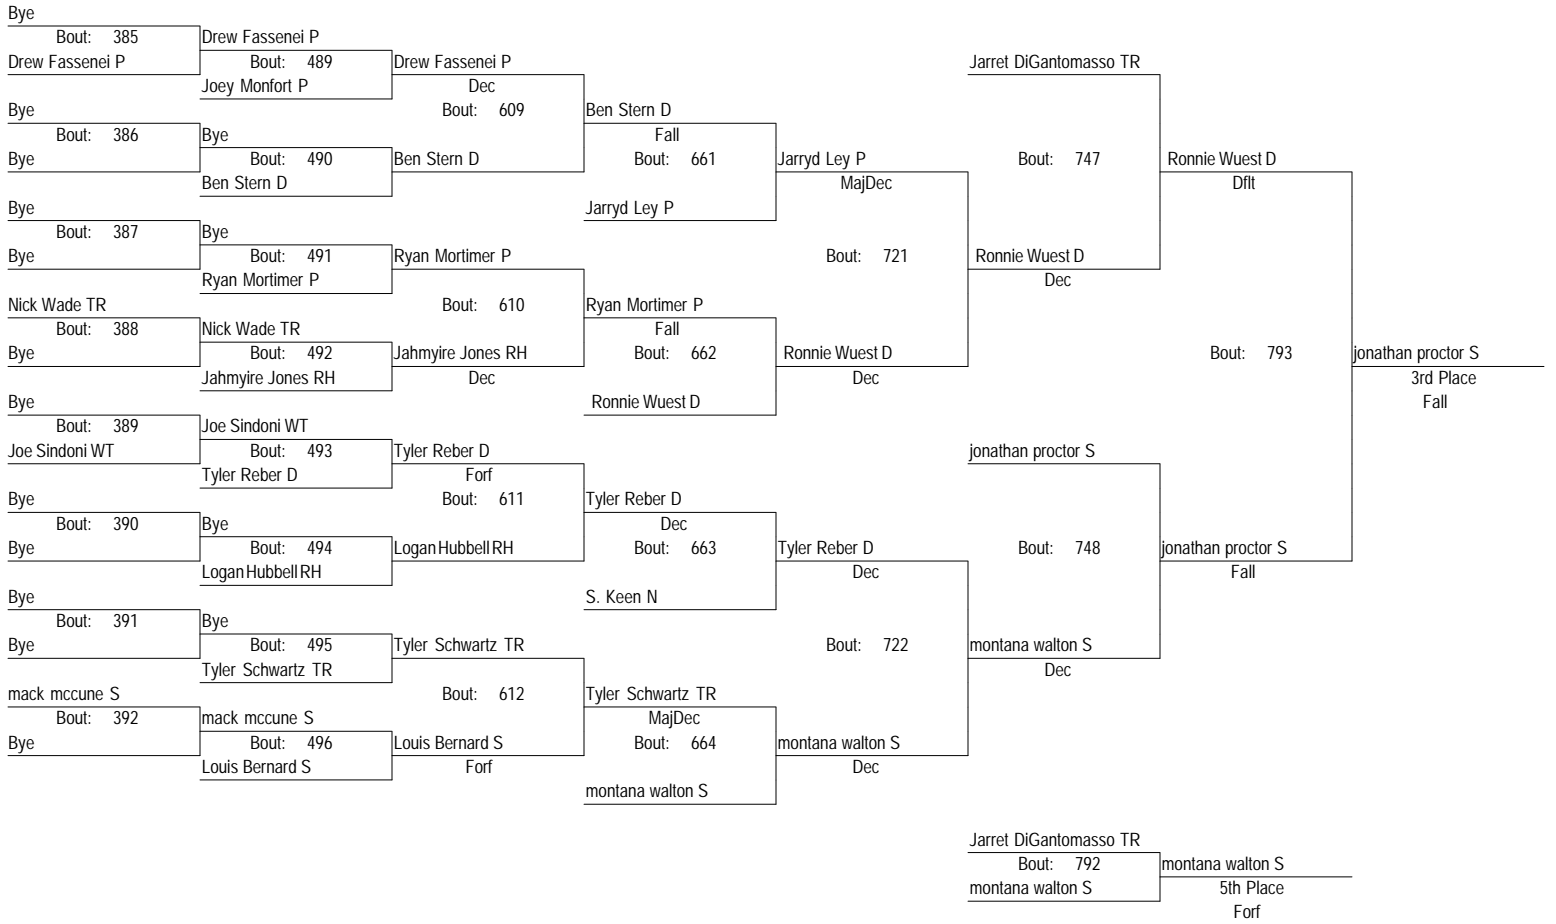 Bye
Bout: 385
Drew Fassenei P
Drew Fassenei P
Bout: 489
Drew Fassenei P
Jarret DiGantomasso TR
Joey Monfort P
Dec
Bye
Bout: 609
Ben Stern D
Bout: 386
Bye
Fall
Bye
Bout: 490
Ben Stern D
Bout: 661
Jarryd Ley P
Bout: 747
Ronnie Wuest D
Ben Stern D
MajDec
Dflt
Bye
Jarryd Ley P
Bout: 387
Bye
Bye
Bout: 491
Ryan Mortimer P
Bout: 721
Ronnie Wuest D
Ryan Mortimer P
Dec
Nick Wade TR
Bout: 610
Ryan Mortimer P
Bout: 388
Nick Wade TR
Fall
Bye
Bout: 492
Jahmyire Jones RH
Bout: 662
Ronnie Wuest D
Bout: 793
jonathan proctor S
Jahmyire Jones RH
Dec
Dec
3rd Place
Bye
Ronnie Wuest D
Fall
Bout: 389
Joe Sindoni WT
Joe Sindoni WT
Bout: 493
Tyler Reber D
jonathan proctor S
Tyler Reber D
Forf
Bye
Bout: 611
Tyler Reber D
Bout: 390
Bye
Dec
Bye
Bout: 494
Logan Hubbell RH
Bout: 663
Tyler Reber D
Bout: 748
jonathan proctor S
Logan Hubbell RH
Dec
Fall
Bye
S. Keen N
Bout: 391
Bye
Bye
Bout: 495
Tyler Schwartz TR
Bout: 722
montana walton S
Tyler Schwartz TR
Dec
mack mccune S
Bout: 612
Tyler Schwartz TR
Bout: 392
mack mccune S
MajDec
Bye
Bout: 496
Louis Bernard S
Bout: 664
montana walton S
Louis Bernard S
Forf
Dec
montana walton S
Jarret DiGantomasso TR
Bout: 792
montana walton S
montana walton S
5th Place
Forf